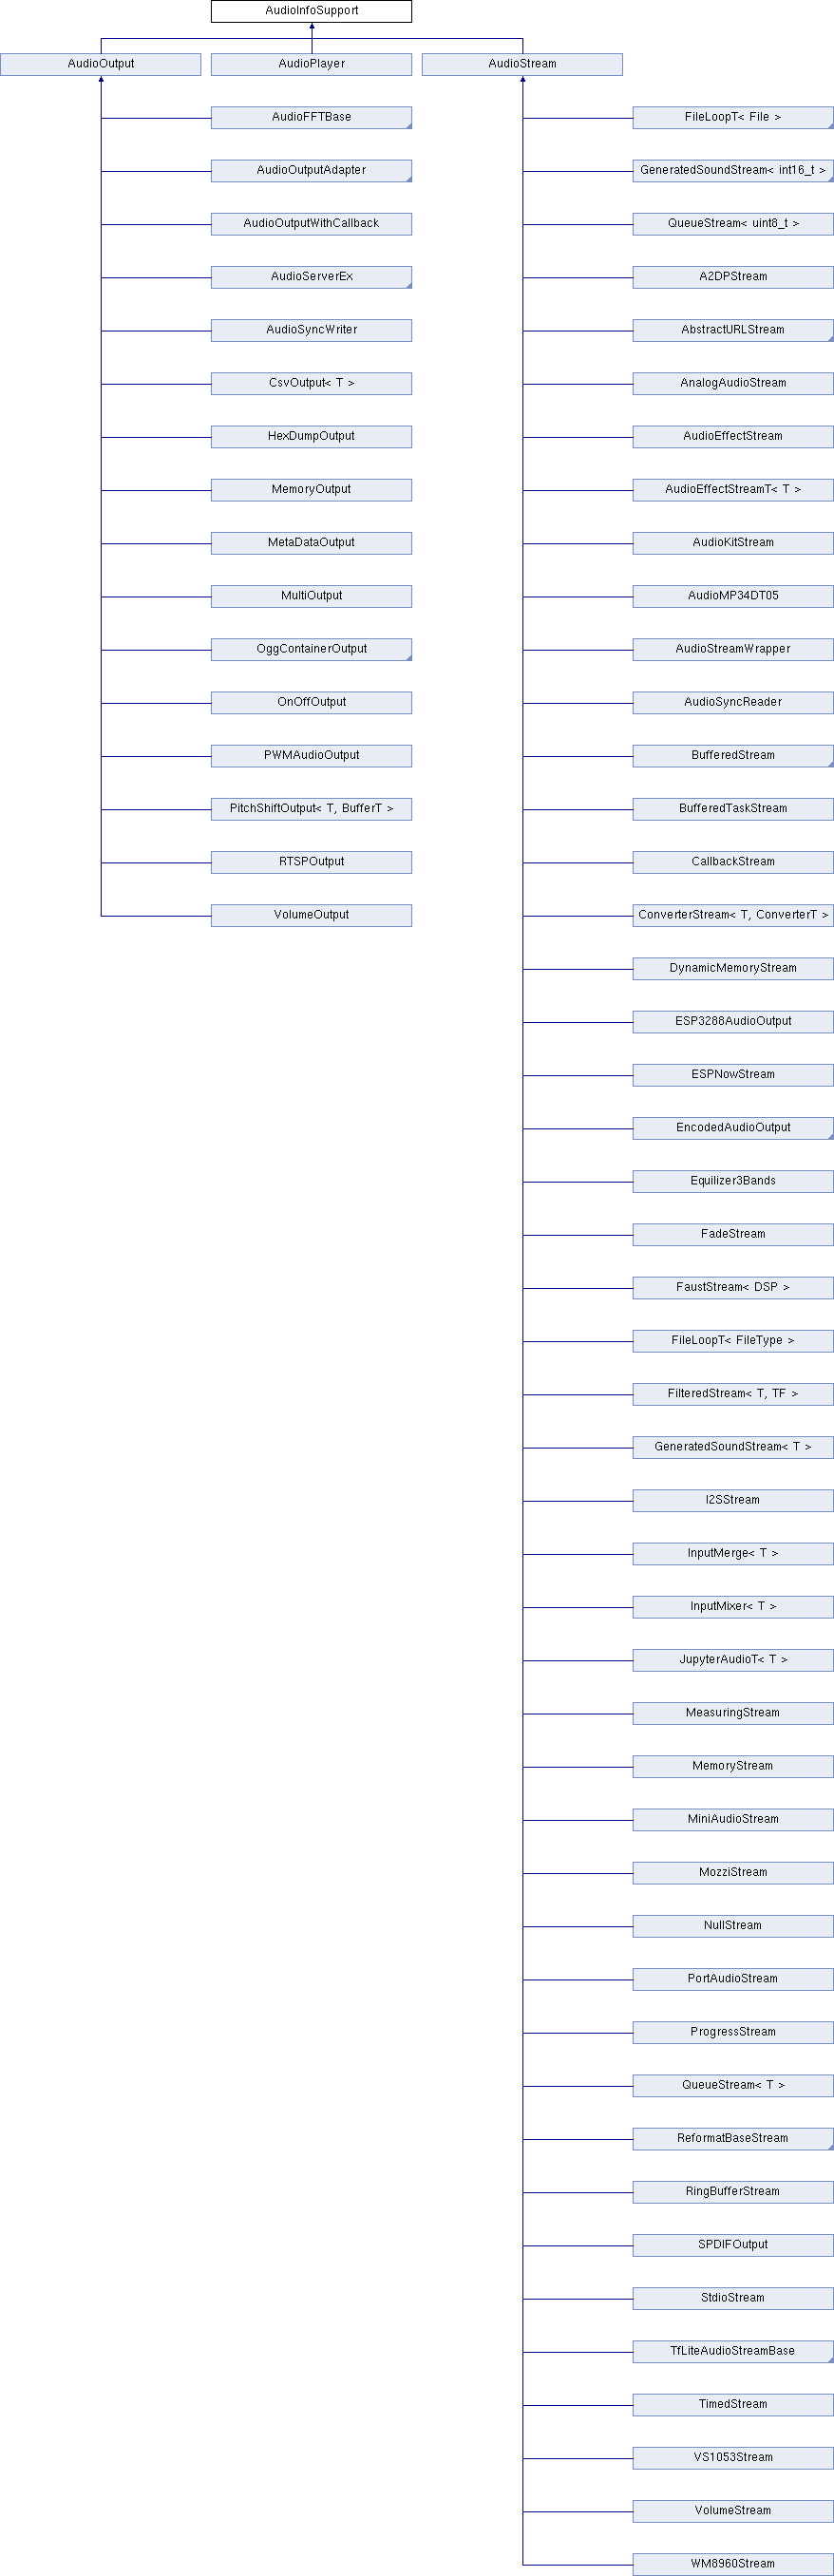 AudioInfoSupport
AudioOutput
AudioPlayer
AudioStream
AudioFFTBase
AudioOutputAdapter
AudioOutputWithCallback
AudioServerEx
AudioSyncWriter
CsvOutput< T >
HexDumpOutput
MemoryOutput
MetaDataOutput
MultiOutput
OggContainerOutput
OnOffOutput
PWMAudioOutput
PitchShiftOutput< T, BufferT >
RTSPOutput
VolumeOutput
FileLoopT< File >
GeneratedSoundStream< int16_t >
QueueStream< uint8_t >
A2DPStream
AbstractURLStream
AnalogAudioStream
AudioEffectStream
AudioEffectStreamT< T >
AudioKitStream
AudioMP34DT05
AudioStreamWrapper
AudioSyncReader
BufferedStream
BufferedTaskStream
CallbackStream
ConverterStream< T, ConverterT >
DynamicMemoryStream
ESP3288AudioOutput
ESPNowStream
EncodedAudioOutput
Equilizer3Bands
FadeStream
FaustStream< DSP >
FileLoopT< FileType >
FilteredStream< T, TF >
GeneratedSoundStream< T >
I2SStream
InputMerge< T >
InputMixer< T >
JupyterAudioT< T >
MeasuringStream
MemoryStream
MiniAudioStream
MozziStream
NullStream
PortAudioStream
ProgressStream
QueueStream< T >
ReformatBaseStream
RingBufferStream
SPDIFOutput
StdioStream
TfLiteAudioStreamBase
TimedStream
VS1053Stream
VolumeStream
WM8960Stream